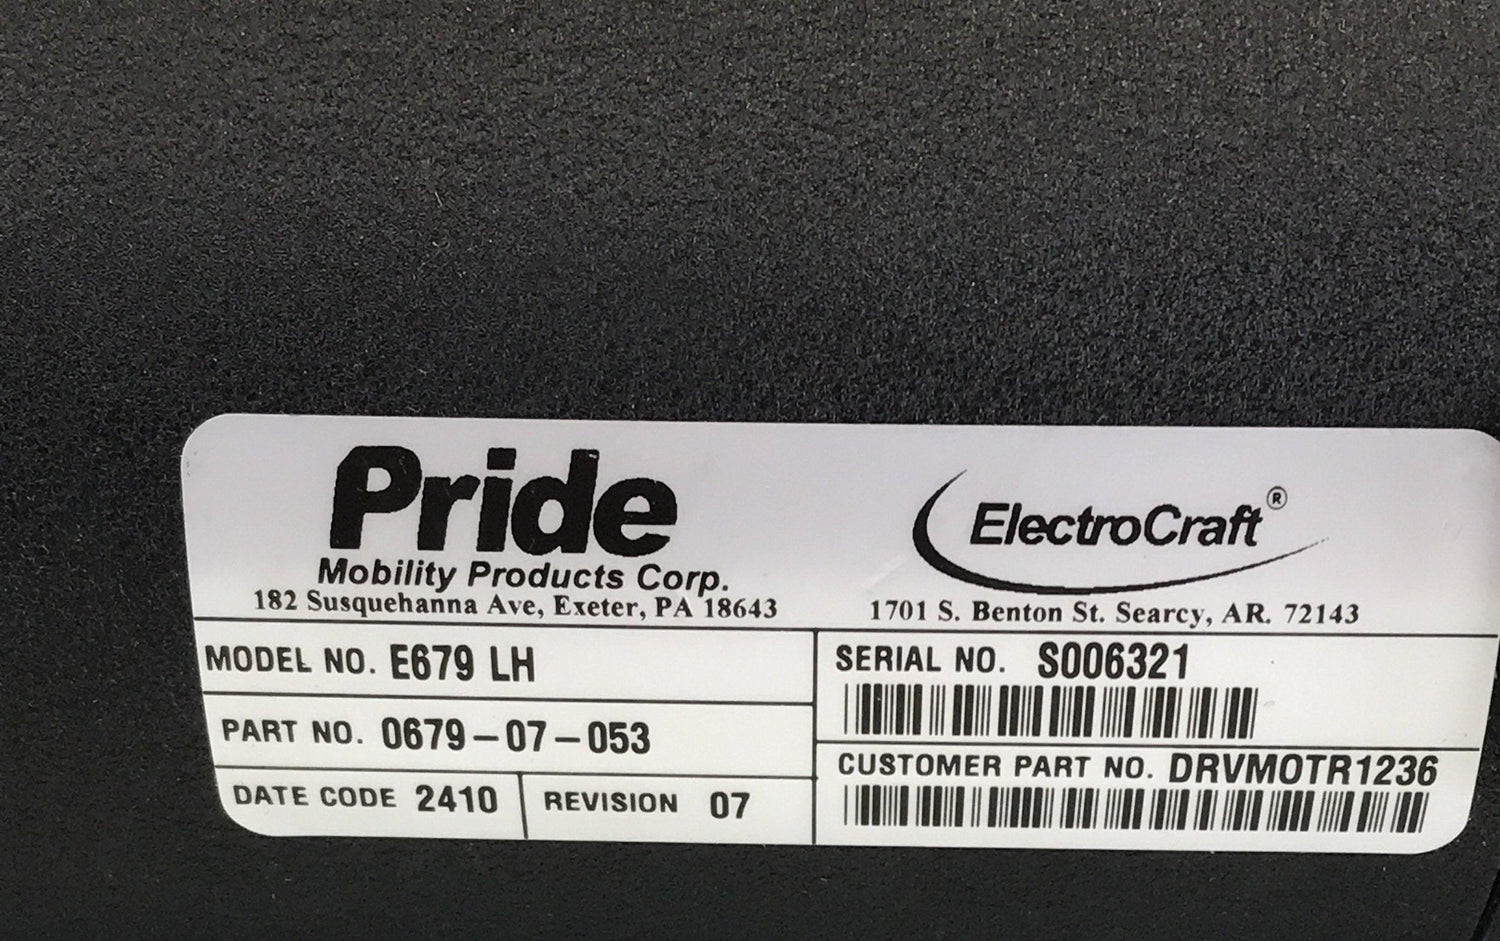 Pride
Mobility Products Corp.
182 Susquehanna Ave, Exeter, PA 18643
ElectroCraft®
1701 S. Benton St. Searcy, AR. 72143
MODEL NO. E679 LH
PART NO. 0679-07-053
DATE CODE 2410
REVISION 07
SERIAL NO. S006321
CUSTOMER PART NO. DRVMOTR1236